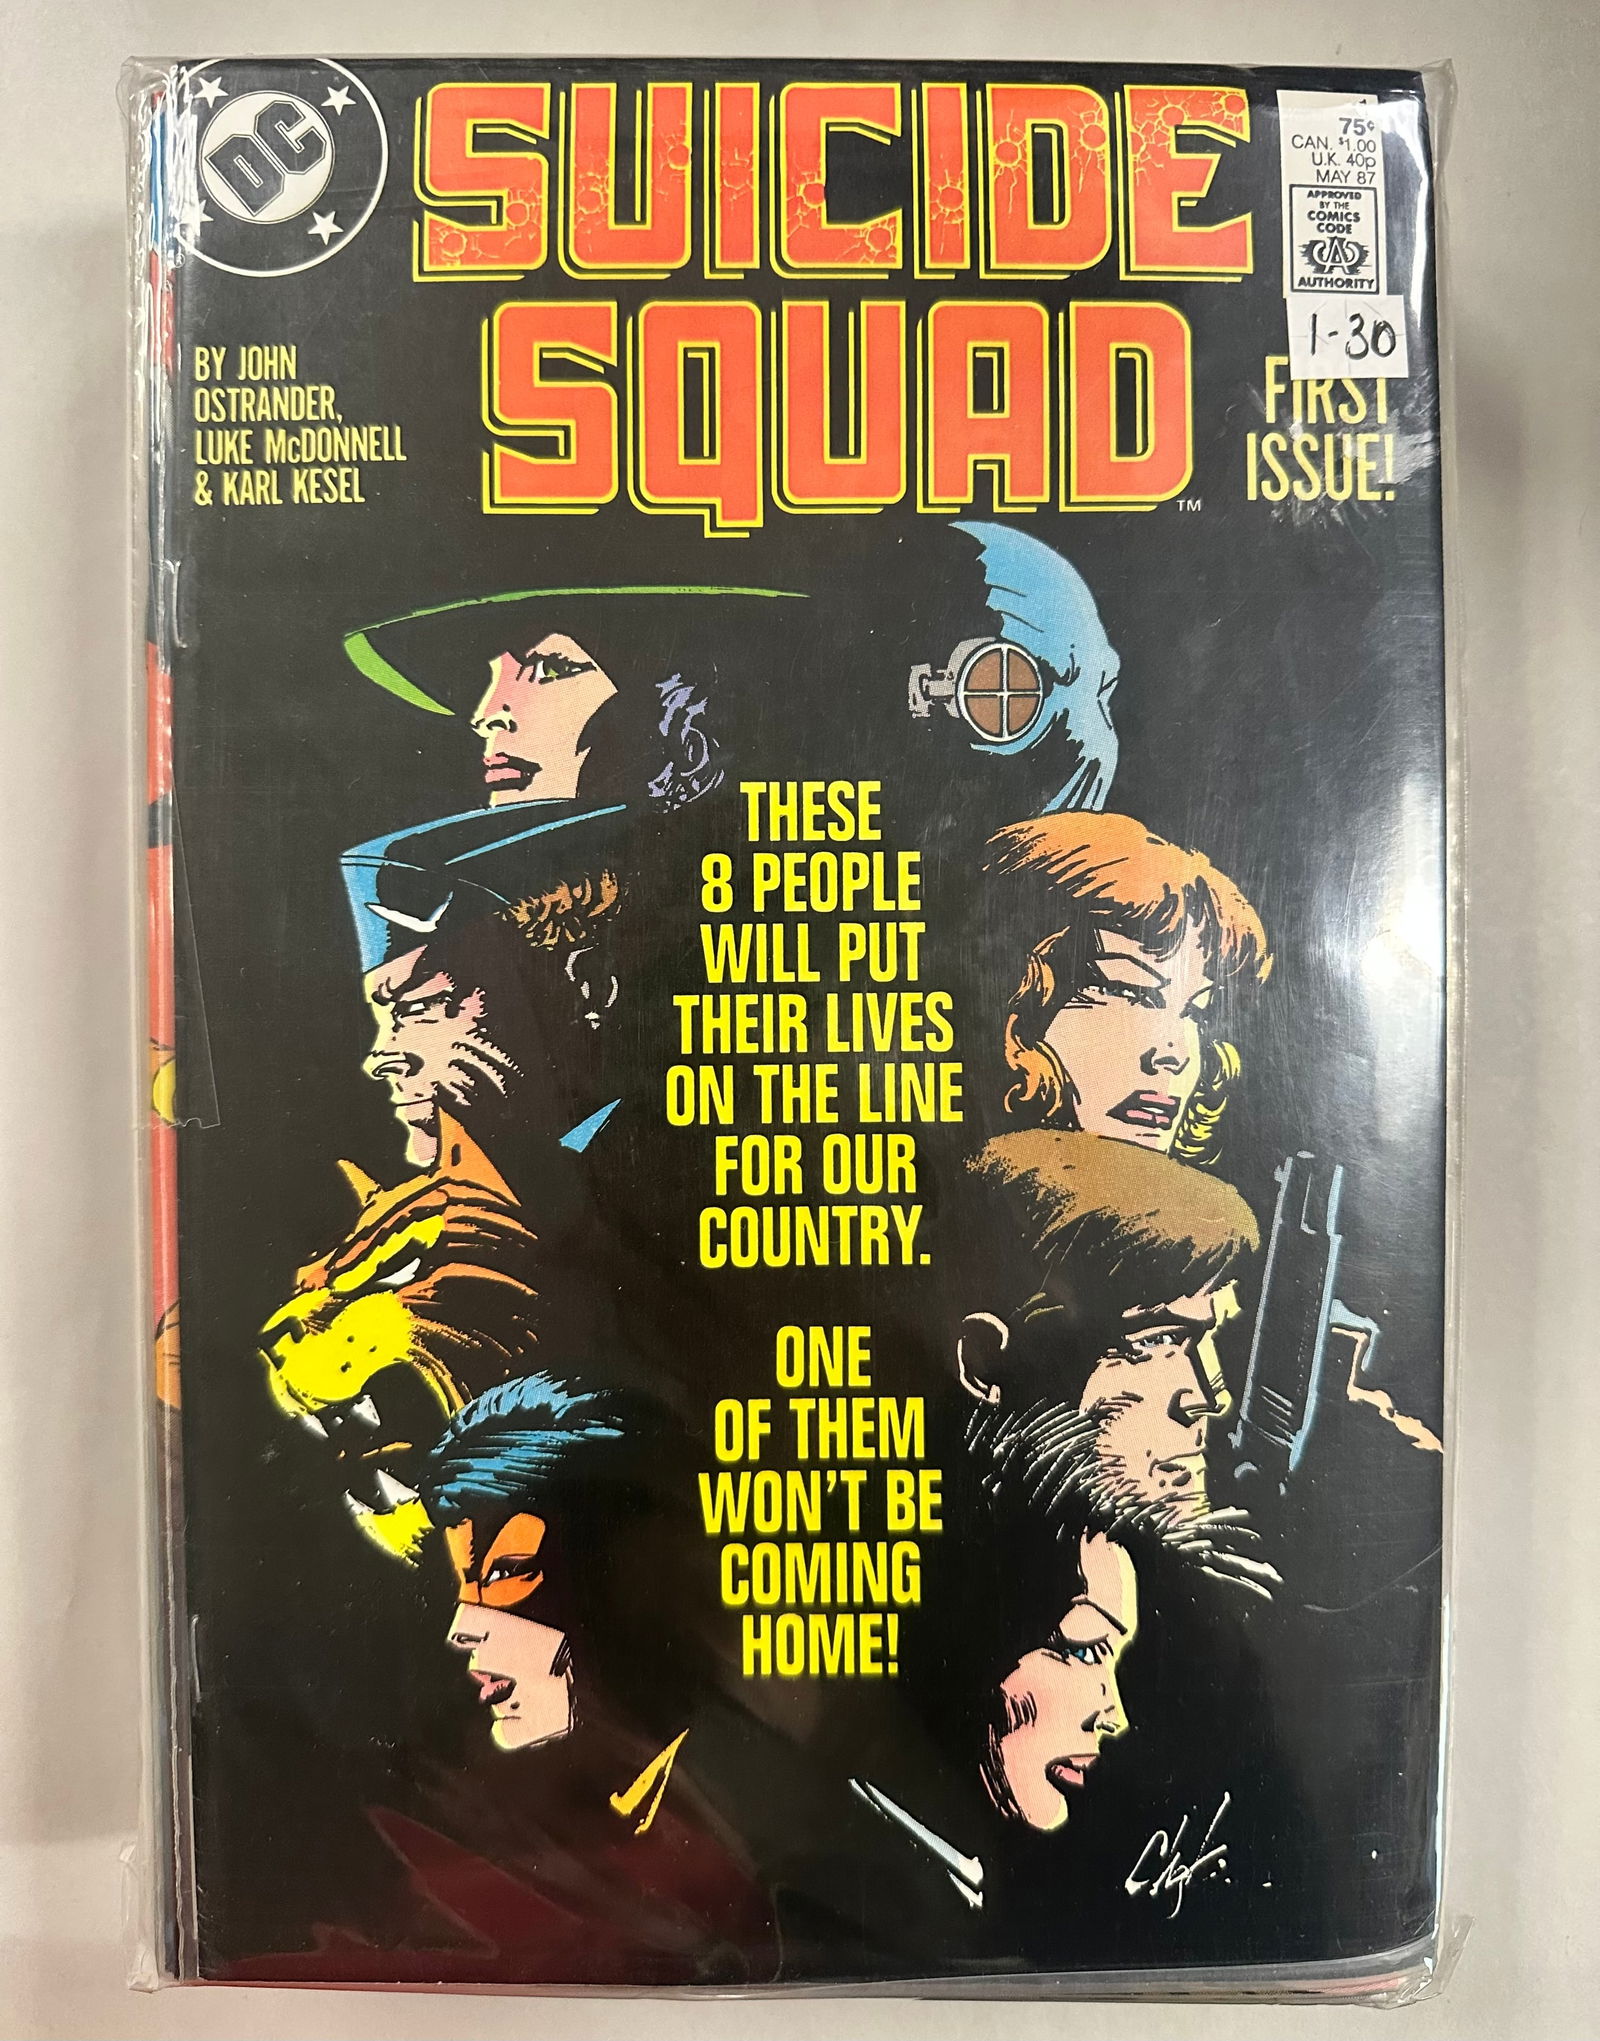 DC
SUICIDE
SQUAD
TM
1
75¢
CAN. $1.00
U.K. 40p
MAY 87
APPROVED
BY THE
COMICS
CODE
CA
AUTHORITY
1-30
FIRST
ISSUE!
BY JOHN
OSTRANDER,
LUKE McDONNELL
& KARL KESEL
THESE
8 PEOPLE
WILL PUT
THEIR LIVES
ON THE LINE
FOR OUR
COUNTRY.
ONE
OF THEM
WON'T BE
COMING
HOME!